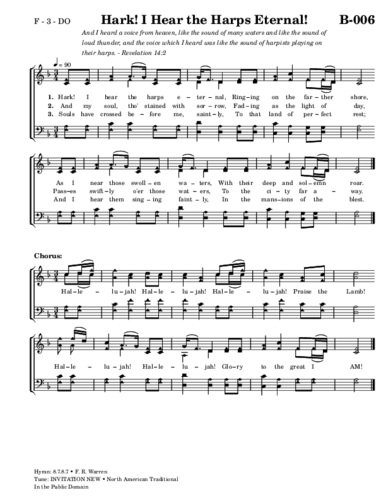 F - 3 - DO
Hark! I Hear the Harps Eternal!
B-006
And I heard a voice from heaven, like the sound of many waters and like the sound of
loud thunder, and the voice which I heard was like the sound of harpists playing on
their harps. - Revelation 14:2
♩ = 90
1. Hark! I hear the harps e - ter - nal, Ring- ing on the far- ther shore,
2. And my soul, tho' stained with sor - row, Fad - ing as the light of day,
3. Souls have crossed be - fore me, saint - ly, To that land of per - fect rest;
As I near those swoll - en wa - ters, With their deep and sol - emn roar.
Pass - es swift - ly o'er those wat - ers, To the ci - ty far a - way.
And I hear them sing - ing faint - ly, In the man - sions of the blest.
Chorus:
Hal - le - lu - jah! Hal - le - lu - jah! Hal - le - lu - jah! Praise the Lamb!
Hal - le - lu - jah! Hal - le - lu - jah! Glo - ry to the great I AM!
Hymn: 8.7.8.7 • F. R. Warren
Tune: INVITATION NEW • North American Traditional
In the Public Domain